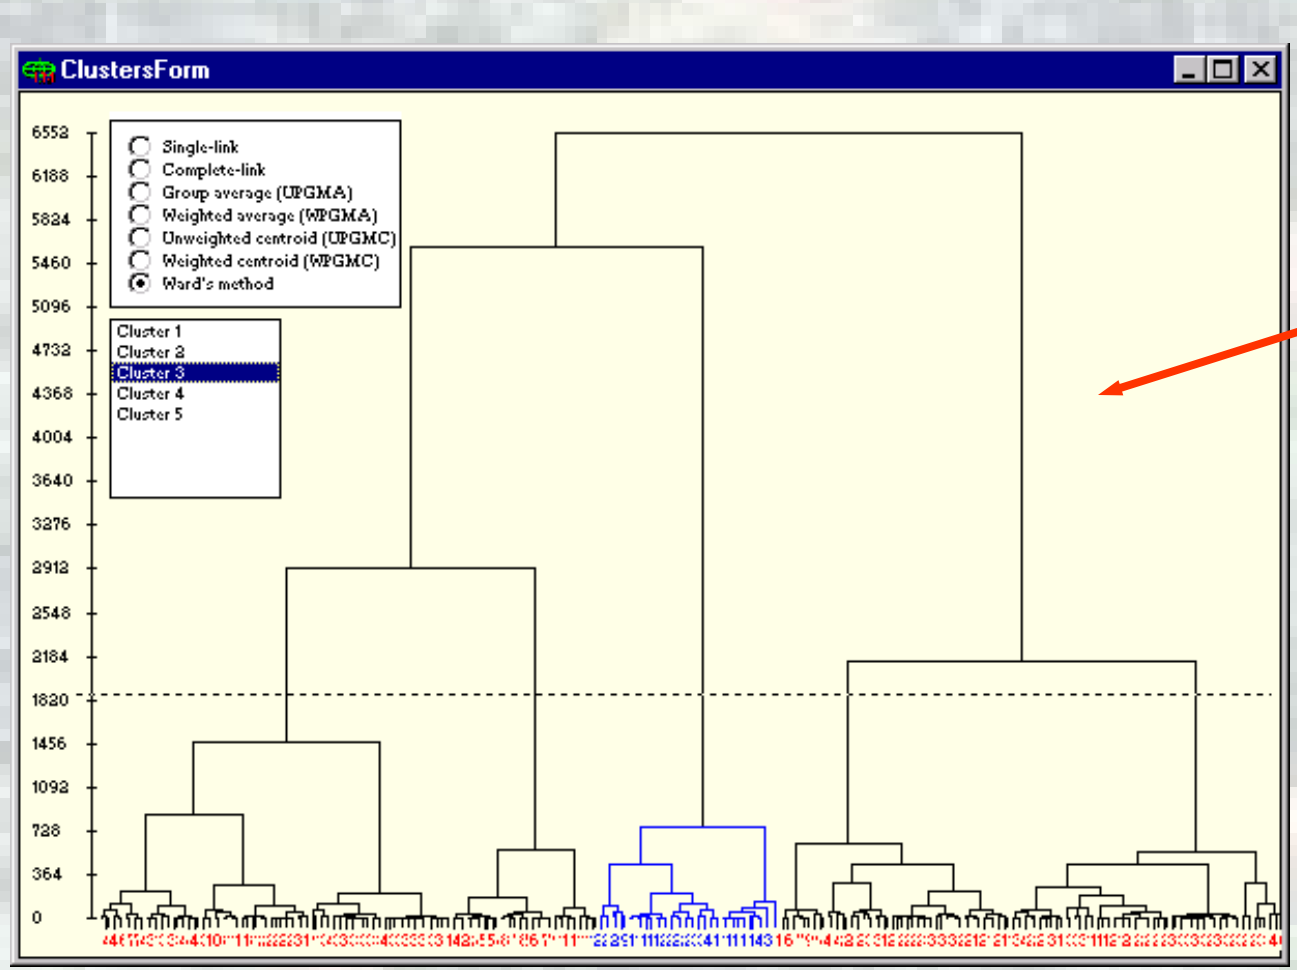 ClustersForm
6552
6188
5824
5460
5096
4732
4368
4004
3640
3276
2912
2548
2184
1820
1456
1092
728
364
0
Single-link
Complete-link
Group average (UPGMA)
Weighted average (WPGMA)
Unweighted centroid (UPGMC)
Weighted centroid (WPGMC)
Ward's method
Cluster 1
Cluster 2
Cluster 3
Cluster 4
Cluster 5